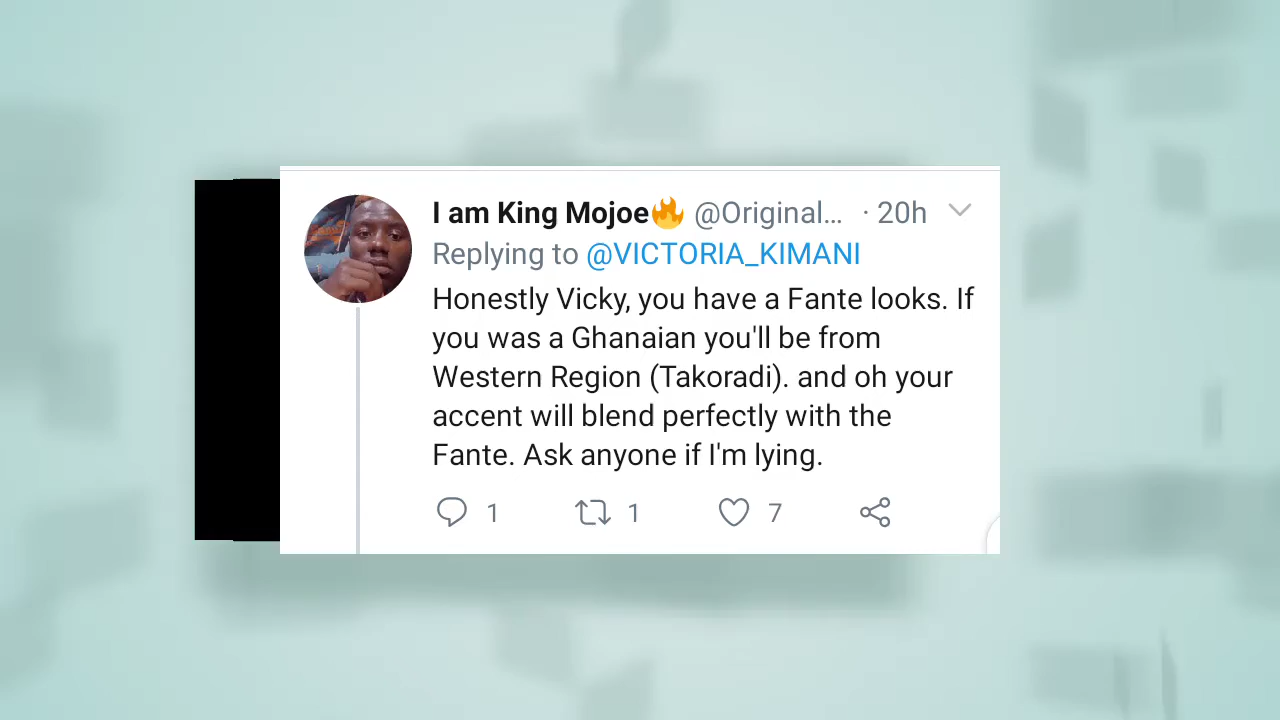 I am King Mojoe🔥 @Original... · 20h
Replying to @VICTORIA_KIMANI
Honestly Vicky, you have a Fante looks. If
you was a Ghanaian you'll be from
Western Region (Takoradi). and oh your
accent will blend perfectly with the
Fante. Ask anyone if I'm lying.
1 1 7